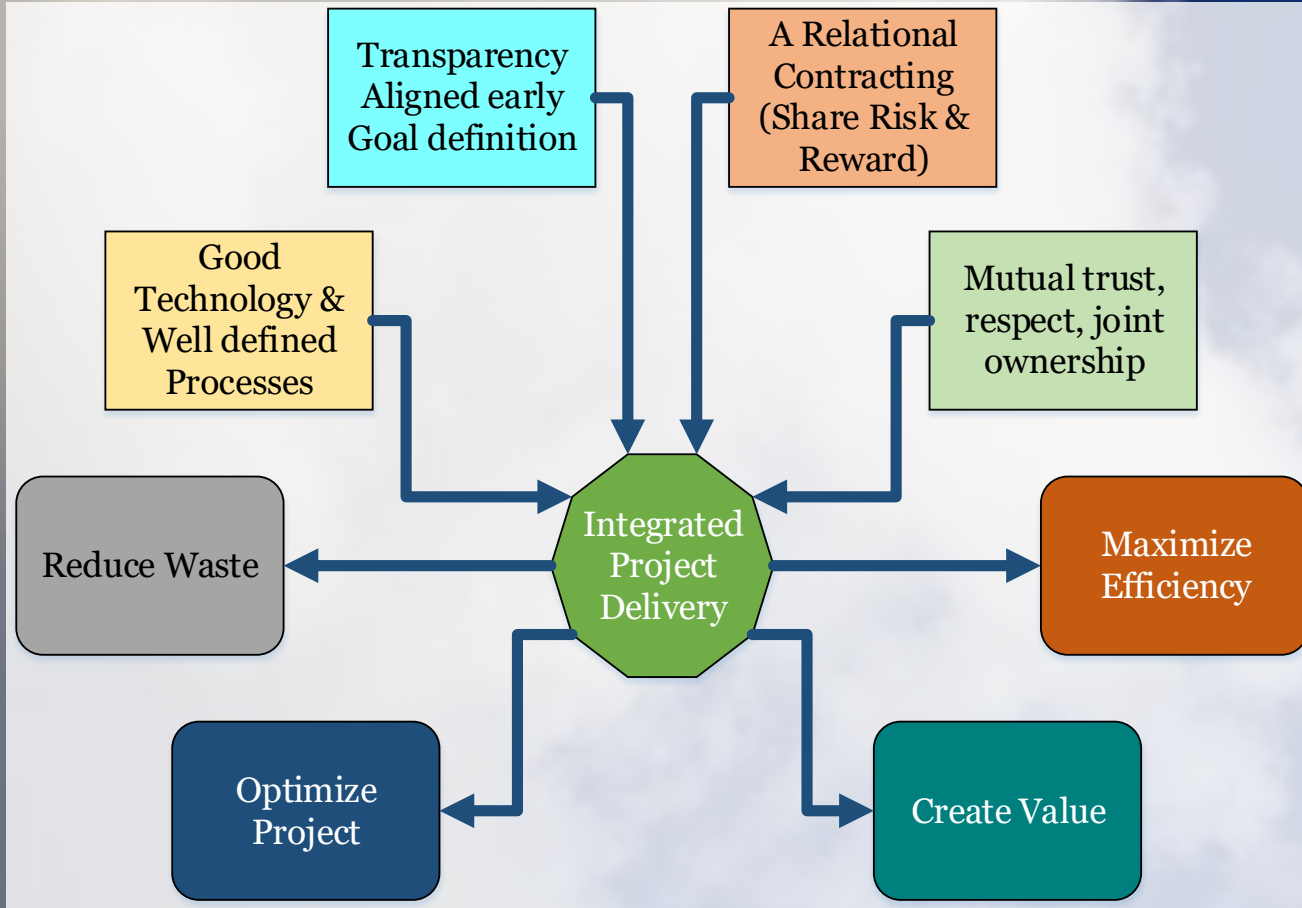 Transparency
Aligned early
Goal definition
A Relational
Contracting
(Share Risk &
Reward)
Good
Technology &
Well defined
Processes
Mutual trust,
respect, joint
ownership
Integrated
Project
Delivery
Reduce Waste
Maximize
Efficiency
Optimize
Project
Create Value